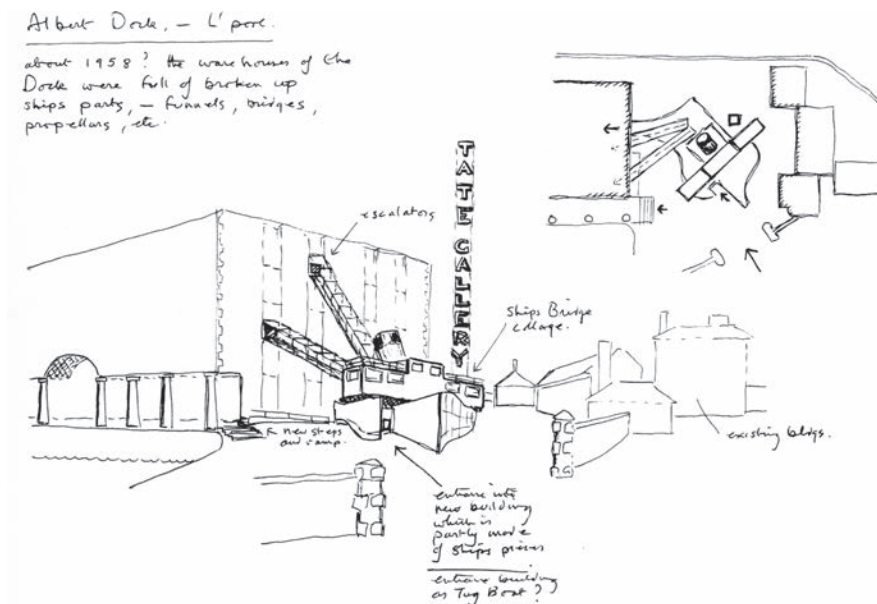 Albert Dock, – L'pool.
about 1958? the warehouses of the
Dock were full of broken up
ships parts, – funnels, bridges,
propellars, etc.
escalators
TATE GALLERY
Ships Bridge
collage.
new steps
and ramp.
existing bldgs.
entrance into
new building
which is
partly made
of ships pieces
entrance building
as Tug Boat?